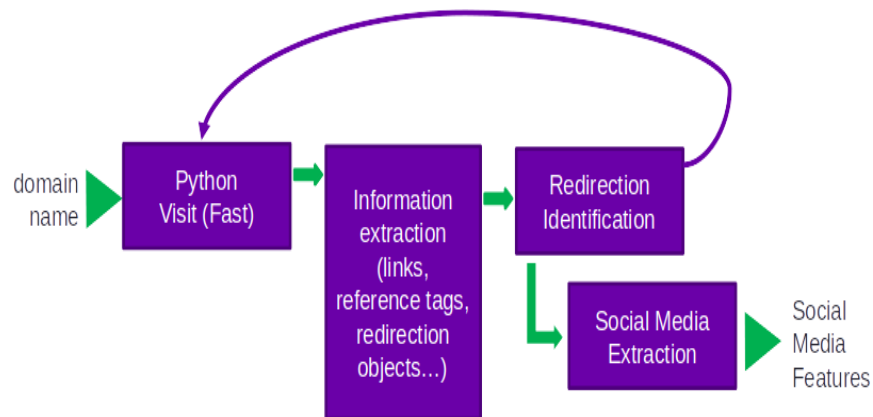 domain
name
Python
Visit (Fast)
Information
extraction
(links,
reference tags,
redirection
objects...)
Redirection
Identification
Social Media
Extraction
Social
Media
Features